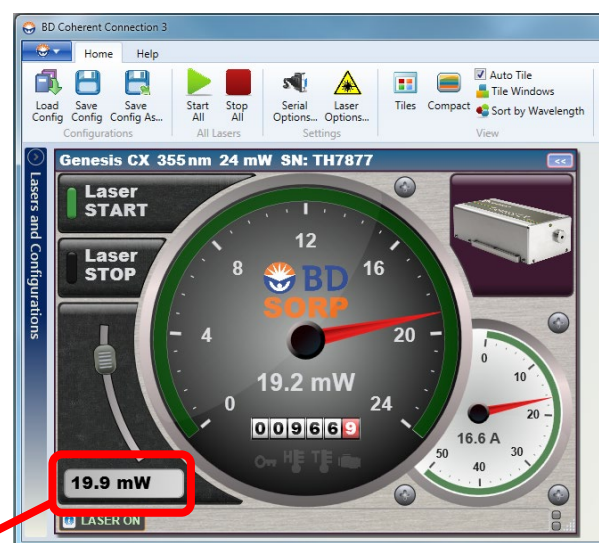 BD Coherent Connection 3
Home Help
Load Config
Save Config
Save Config As...
Configurations
Start All
Stop All
All Lasers
Serial Options...
Laser Options...
Settings
Tiles
Compact
Auto Tile
Tile Windows
Sort by Wavelength
View
Lasers and Configurations
Genesis CX 355 nm 24 mW SN: TH7877
<<
Laser START
Laser STOP
19.9 mW
LASER ON
0
4
8
12
16
20
24
BD
SORP
19.2 mW
009669
0
10
20
30
40
50
16.6 A